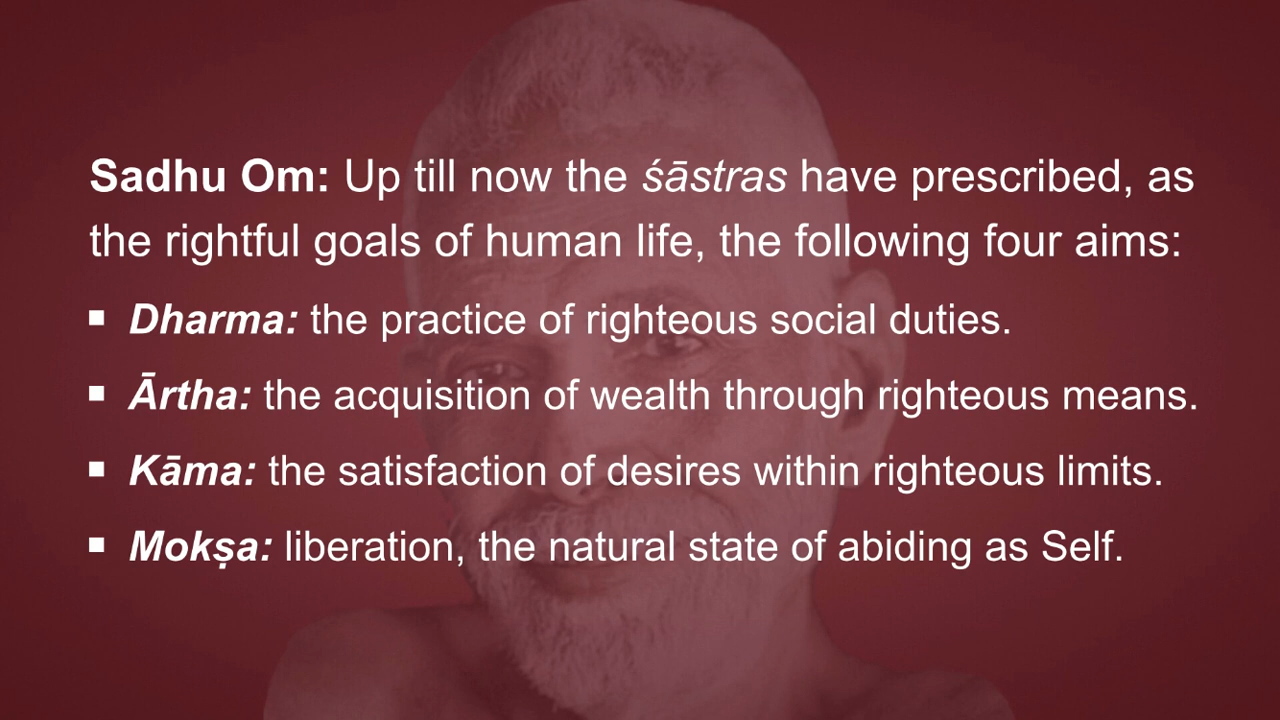 Sadhu Om: Up till now the śāstras have prescribed, as
the rightful goals of human life, the following four aims:
▪ Dharma: the practice of righteous social duties.
▪ Ārtha: the acquisition of wealth through righteous means.
▪ Kāma: the satisfaction of desires within righteous limits.
▪ Mokṣa: liberation, the natural state of abiding as Self.